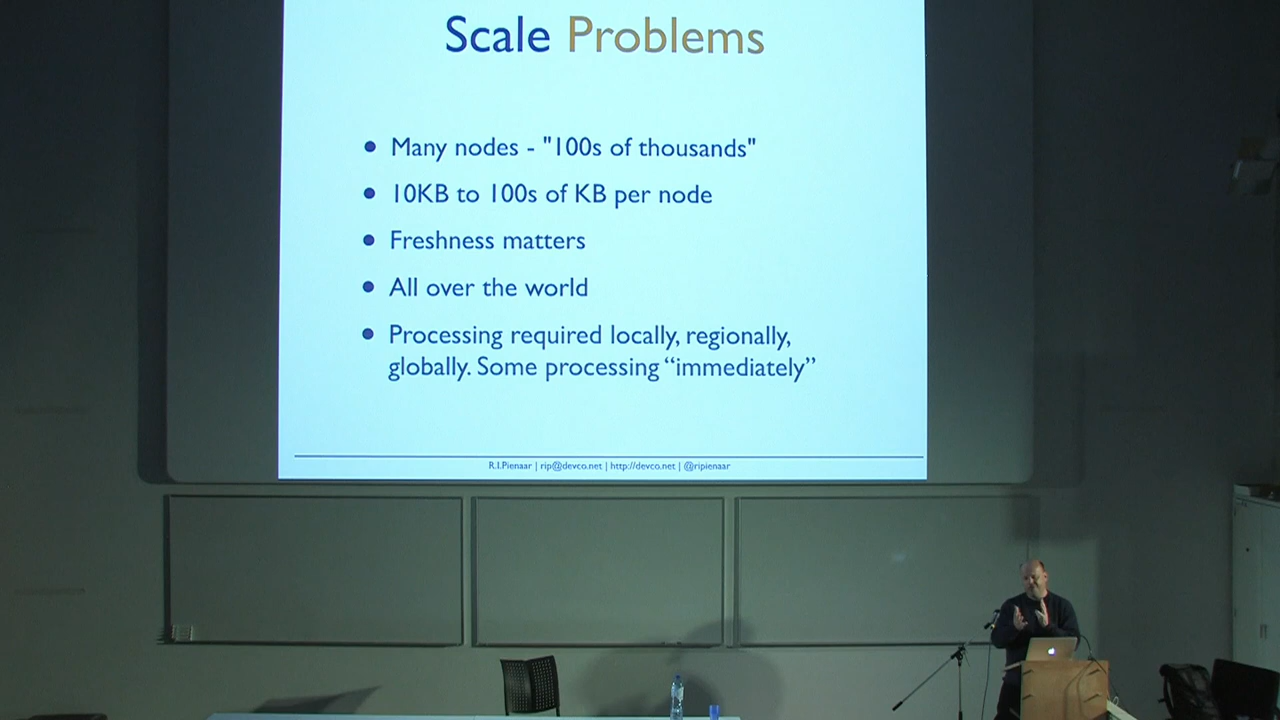 Scale Problems
• Many nodes - "100s of thousands"
• 10KB to 100s of KB per node
• Freshness matters
• All over the world
• Processing required locally, regionally,
globally. Some processing “immediately”
R.I.Pienaar | rip@devco.net | http://devco.net | @ripienaar